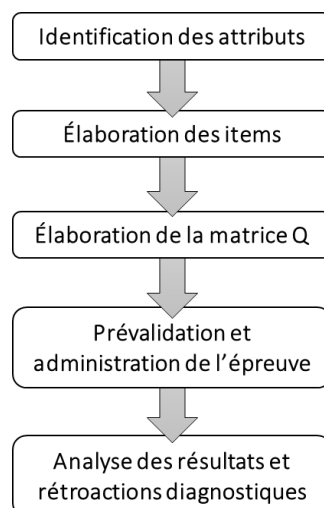 Identification des attributs
Élaboration des items
Élaboration de la matrice Q
Prévalidation et
administration de l'épreuve
Analyse des résultats et
rétroactions diagnostiques